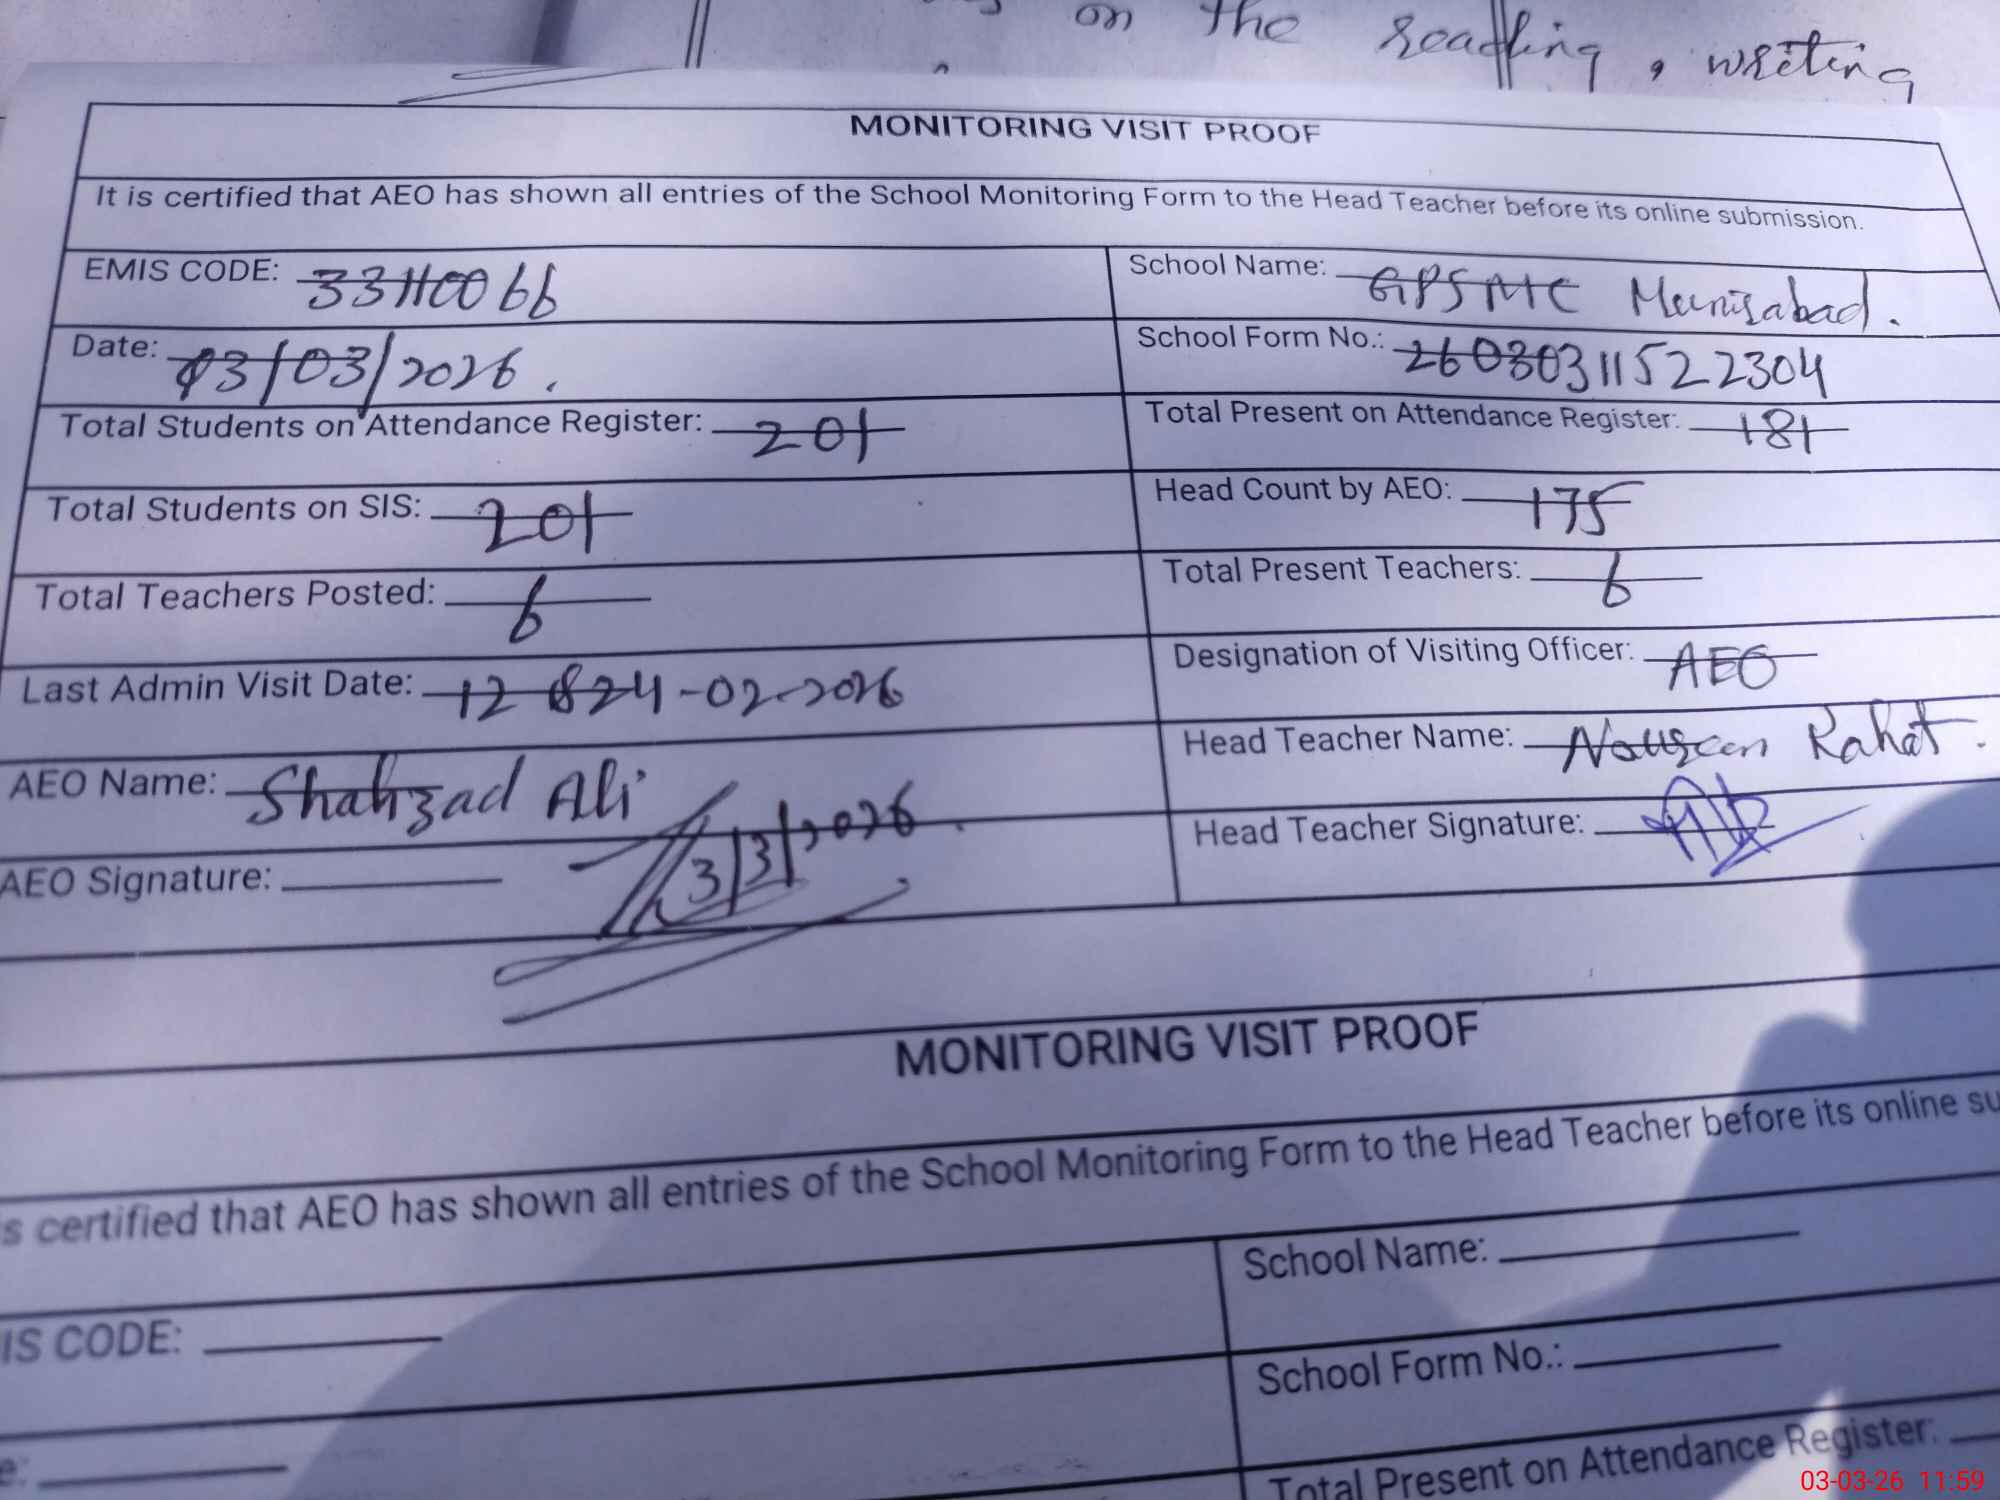 on the reading, writing
MONITORING VISIT PROOF
It is certified that AEO has shown all entries of the School Monitoring Form to the Head Teacher before its online submission.
EMIS CODE: 33110066
School Name: GPSMC Munirabad.
Date: 03/03/2026.
School Form No.: 26030311522304
Total Students on Attendance Register: 201
Total Present on Attendance Register: 181
Total Students on SIS: 201
Head Count by AEO: 175
Total Teachers Posted: 6
Total Present Teachers: 6
Last Admin Visit Date: 12 & 24-02-2026
Designation of Visiting Officer: AEO
AEO Name: Shahzad Ali
Head Teacher Name: Noureen Rahat.
AEO Signature: 3/3/2026
Head Teacher Signature:
MONITORING VISIT PROOF
s certified that AEO has shown all entries of the School Monitoring Form to the Head Teacher before its online su
School Name:
IS CODE:
School Form No.:
e:
Total Present on Attendance Register:
03-03-26 11:59